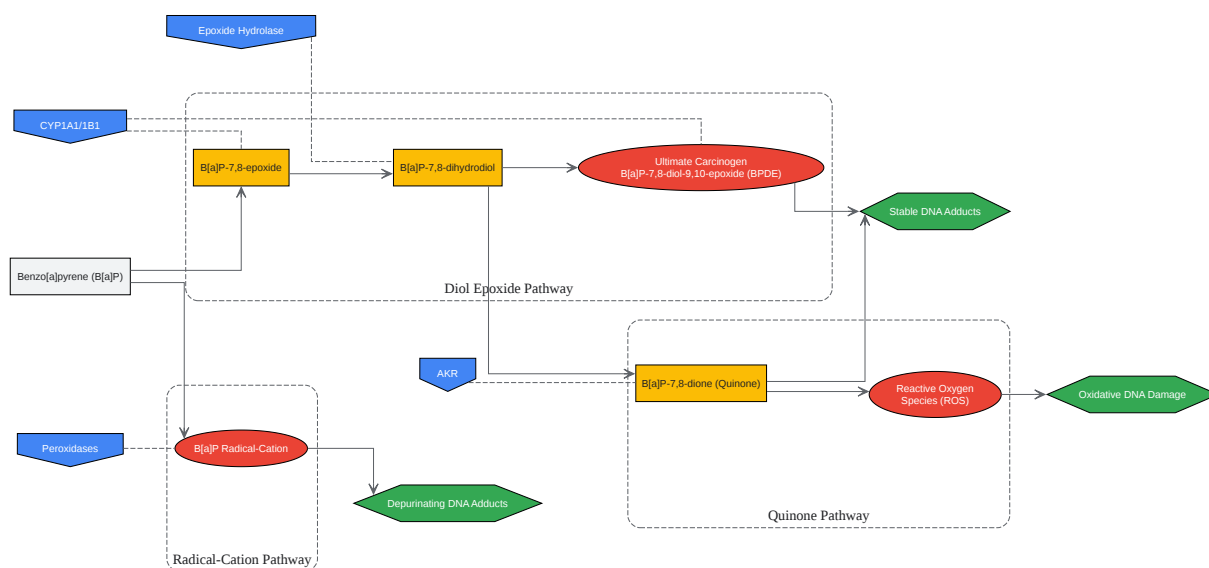 Epoxide Hydrolase
CYP1A1/1B1
B[a]P-7,8-epoxide
B[a]P-7,8-dihydrodiol
Ultimate Carcinogen
B[a]P-7,8-diol-9,10-epoxide (BPDE)
Stable DNA Adducts
Benzo[a]pyrene (B[a]P)
Diol Epoxide Pathway
AKR
B[a]P-7,8-dione (Quinone)
Reactive Oxygen
Species (ROS)
Oxidative DNA Damage
Peroxidases
B[a]P Radical-Cation
Depurinating DNA Adducts
Quinone Pathway
Radical-Cation Pathway